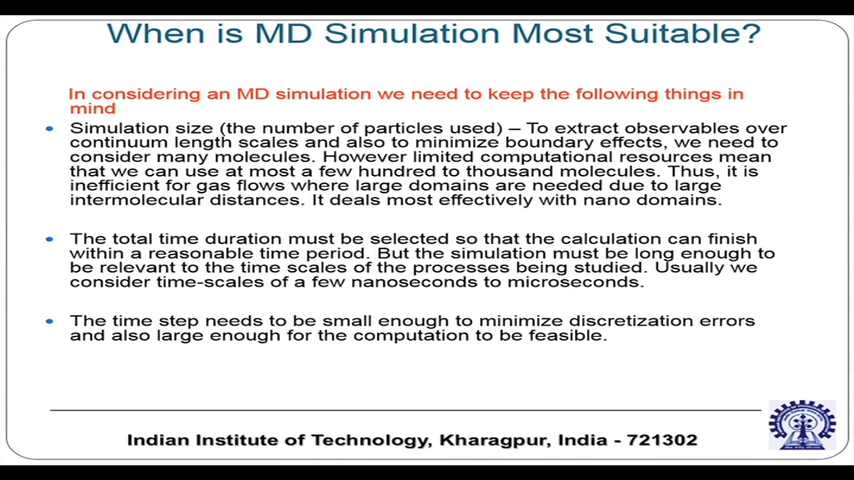 When is MD Simulation Most Suitable?
In considering an MD simulation we need to keep the following things in
mind
• Simulation size (the number of particles used) – To extract observables over
continuum length scales and also to minimize boundary effects, we need to
consider many molecules. However limited computational resources mean
that we can use at most a few hundred to thousand molecules. Thus, it is
inefficient for gas flows where large domains are needed due to large
intermolecular distances. It deals most effectively with nano domains.
• The total time duration must be selected so that the calculation can finish
within a reasonable time period. But the simulation must be long enough to
be relevant to the time scales of the processes being studied. Usually we
consider time-scales of a few nanoseconds to microseconds.
• The time step needs to be small enough to minimize discretization errors
and also large enough for the computation to be feasible.
Indian Institute of Technology, Kharagpur, India - 721302